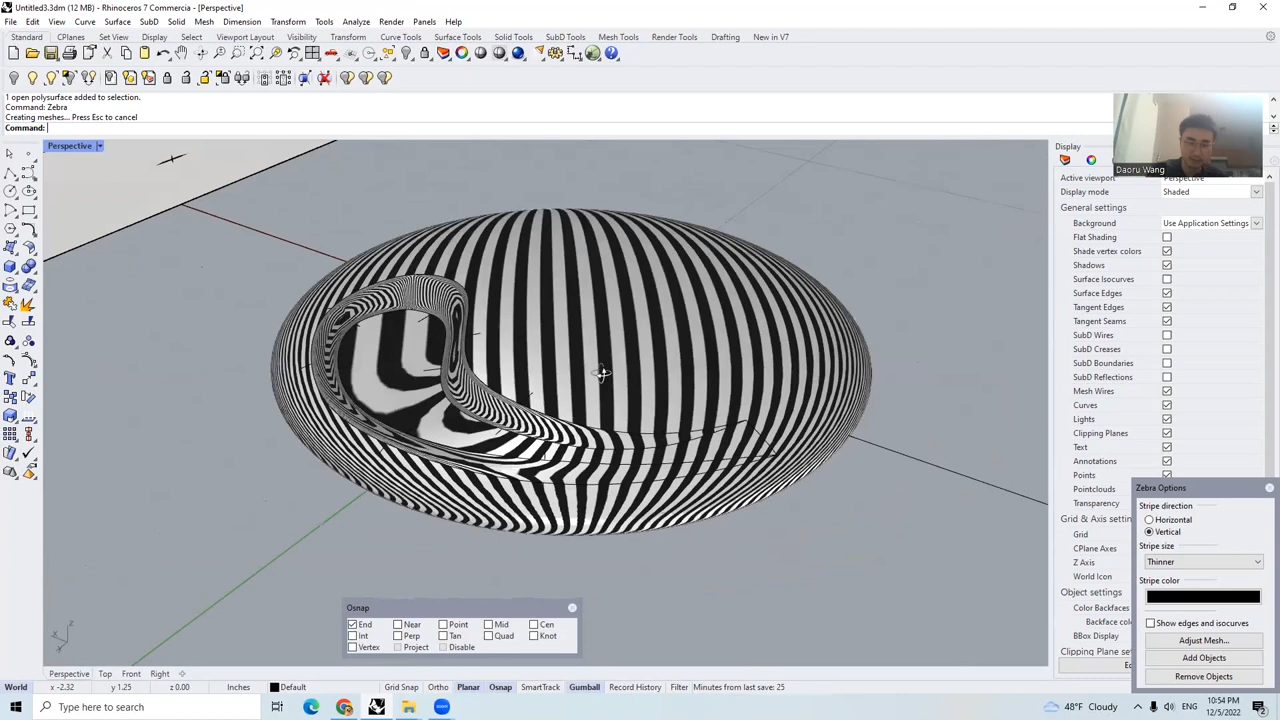 Untitled3.3dm (12 MB) - Rhinoceros 7 Commercia - [Perspective]
File Edit View Curve Surface SubD Solid Mesh Dimension Transform Tools Analyze Render Panels Help
Standard CPlanes Set View Display Select Viewport Layout Visibility Transform Curve Tools Surface Tools Solid Tools SubD Tools Mesh Tools Render Tools Drafting New in V7
1 open polysurface added to selection.
Command: Zebra
Creating meshes... Press Esc to cancel
Command:
Perspective
Daoru Wang
Display
Active viewport Perspective
Display mode Shaded
General settings
Background Use Application Settings
Flat Shading
Shade vertex colors
Shadows
Surface Isocurves
Surface Edges
Tangent Edges
Tangent Seams
SubD Wires
SubD Creases
SubD Boundaries
SubD Reflections
Mesh Wires
Curves
Lights
Clipping Planes
Text
Annotations
Points
Pointclouds
Transparency
Grid & Axis setti
Grid
CPlane Axes
Z Axis
World Icon
Object settings
Color Backfaces
Backface co
BBox Display
Clipping Plane se
Zebra Options
Stripe direction
Horizontal
Vertical
Stripe size
Thinner
Stripe color
Show edges and isocurves
Adjust Mesh...
Add Objects
Remove Objects
Osnap
End Near Point Mid Cen
Int Perp Tan Quad Knot
Vertex Project Disable
z
x
Perspective Top Front Right
World x -2.32 y 1.25 z 0.00 Inches Default Grid Snap Ortho Planar Osnap SmartTrack Gumball Record History Filter Minutes from last save: 25
Type here to search
48°F Cloudy
10:54 PM
12/5/2022
2